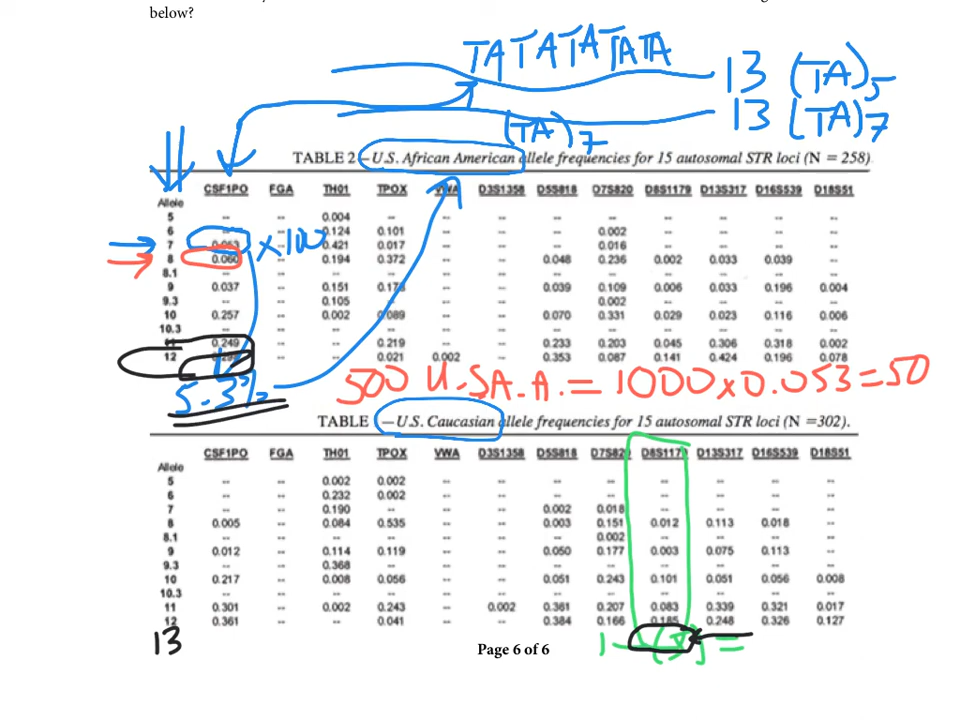 below?
TATATATATA
13 (TA)5
13 (TA)7
(TA)7
TABLE 2—U.S. African American allele frequencies for 15 autosomal STR loci (N = 258).
CSF1PO FGA TH01 TPOX VWA D3S1358 D5S818 D7S820 D8S1179 D13S317 D16S539 D18S51
Allele
5 -- -- 0.004 -- -- -- -- -- -- -- -- --
6 -- -- 0.124 0.101 -- -- -- 0.002 -- -- -- --
7 0.053 -- 0.421 0.017 -- -- -- 0.016 -- -- -- --
x100
8 0.060 -- 0.194 0.372 -- -- 0.048 0.236 0.002 0.033 0.039 --
8.1 -- -- -- -- -- -- -- -- -- -- -- --
9 0.037 -- 0.151 -- -- 0.039 0.109 0.006 0.033 0.196 0.004
9.3 -- -- 0.105 -- -- -- -- 0.002 -- -- -- --
10 0.257 -- 0.002 0.089 -- -- 0.070 0.331 0.029 0.023 0.116 0.006
10.3 -- -- -- -- -- -- -- -- -- -- -- --
11 0.249 -- -- 0.219 -- -- 0.233 0.203 0.045 0.306 0.318 0.002
12 -- -- 0.021 0.002 -- 0.353 0.087 0.141 0.424 0.196 0.078
5.3%
500 U.S A.A. = 1000 x 0.053 = 50
TABLE —U.S. Caucasian allele frequencies for 15 autosomal STR loci (N =302).
CSF1PO FGA TH01 TPOX VWA D3S1358 D5S818 D7S820 D8S1179 D13S317 D16S539 D18S51
Allele
5 -- -- 0.002 0.002 -- -- -- -- -- -- -- --
6 -- -- 0.232 0.002 -- -- -- -- -- -- -- --
7 -- -- 0.190 -- -- -- 0.002 0.018 -- -- -- --
8 0.005 -- 0.084 0.535 -- -- 0.003 0.151 0.012 0.113 0.018 --
8.1 -- -- -- -- -- -- -- 0.002 -- -- -- --
9 0.012 -- 0.114 0.119 -- -- 0.050 0.177 0.003 0.075 0.113 --
9.3 -- -- 0.368 -- -- -- -- -- -- -- -- --
10 0.217 -- 0.008 0.056 -- -- 0.051 0.243 0.101 0.051 0.056 0.008
10.3 -- -- -- -- -- -- -- -- -- -- -- --
11 0.301 -- 0.002 0.243 -- 0.002 0.361 0.207 0.083 0.339 0.321 0.017
12 0.361 -- -- 0.041 -- -- 0.384 0.166 0.185 0.248 0.326 0.127
13
Page 6 of 6